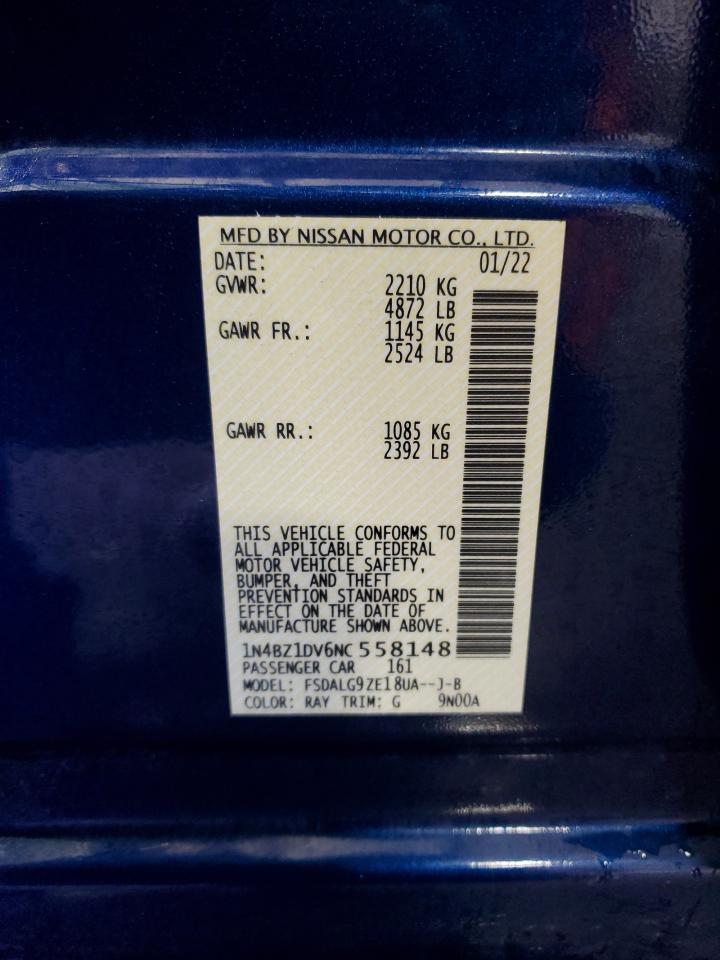 MFD BY NISSAN MOTOR CO., LTD.
DATE: 01/22
GVWR: 2210 KG
4872 LB
GAWR FR.: 1145 KG
2524 LB
GAWR RR.: 1085 KG
2392 LB
THIS VEHICLE CONFORMS TO
ALL APPLICABLE FEDERAL
MOTOR VEHICLE SAFETY,
BUMPER, AND THEFT
PREVENTION STANDARDS IN
EFFECT ON THE DATE OF
MANUFACTURE SHOWN ABOVE.
1N4BZ1DV6NC 558148
PASSENGER CAR 161
MODEL: FSDALG9ZE18UA--J-B
COLOR: RAY TRIM: G 9N00A